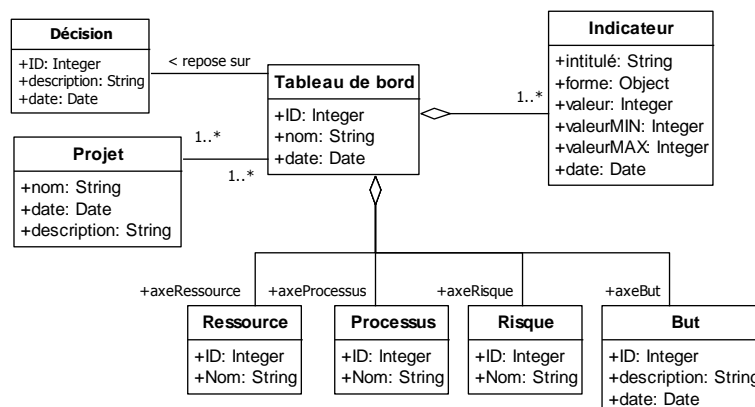 Décision
+ID: Integer
+description: String
+date: Date
< repose sur
Tableau de bord
+ID: Integer
+nom: String
+date: Date
Indicateur
+intitulé: String
+forme: Object
+valeur: Integer
+valeurMIN: Integer
+valeurMAX: Integer
+date: Date
1..*
Projet
+nom: String
+date: Date
+description: String
1..*
1..*
+axeRessource
+axeProcessus
+axeRisque
+axeBut
Ressource
+ID: Integer
+Nom: String
Processus
+ID: Integer
+Nom: String
Risque
+ID: Integer
+Nom: String
But
+ID: Integer
+description: String
+date: Date